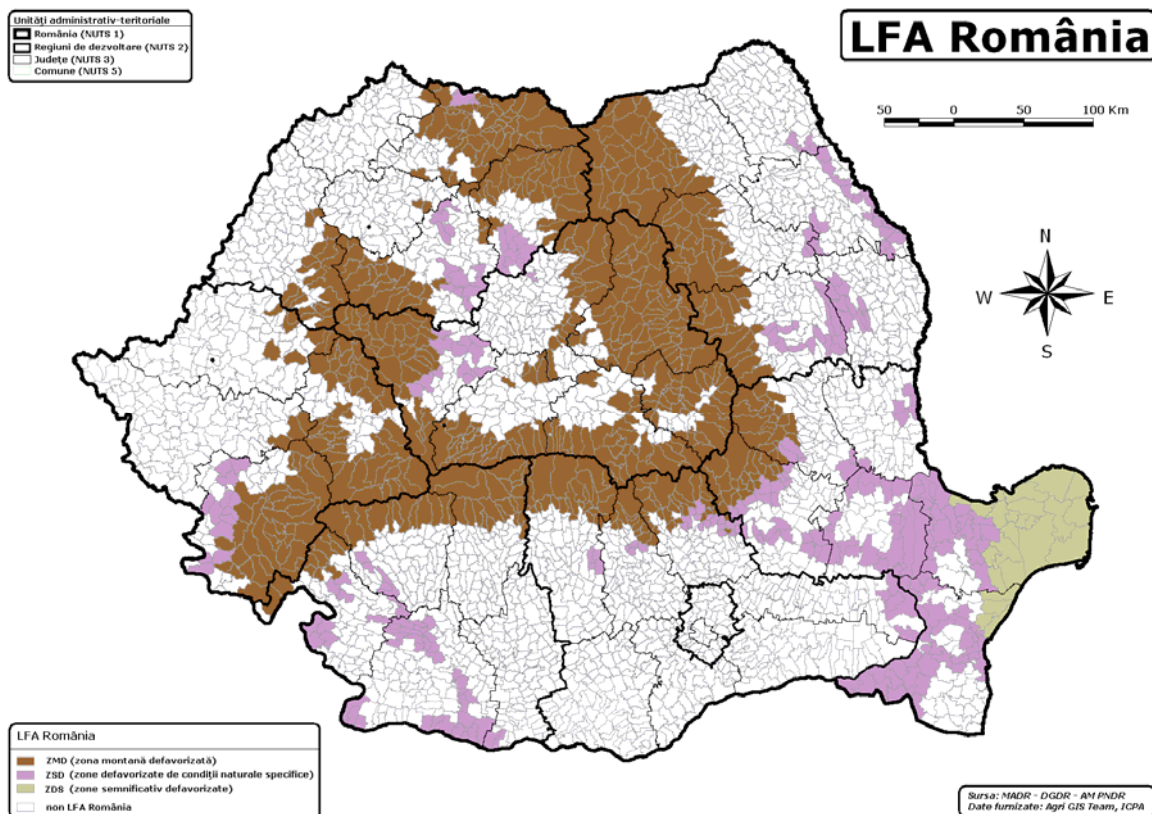 Unități administrativ-teritoriale
România (NUTS 1)
Regiuni de dezvoltare (NUTS 2)
Județe (NUTS 3)
Comune (NUTS 5)
LFA România
50 0 50 100 Km
N
W E
S
LFA România
ZMD (zona montană defavorizată)
ZSD (zone defavorizate de condiții naturale specifice)
ZDS (zone semnificativ defavorizate)
non LFA România
Sursa: MADR - DGDR - AM PNDR
Date furnizate: Agri GIS Team, ICPA